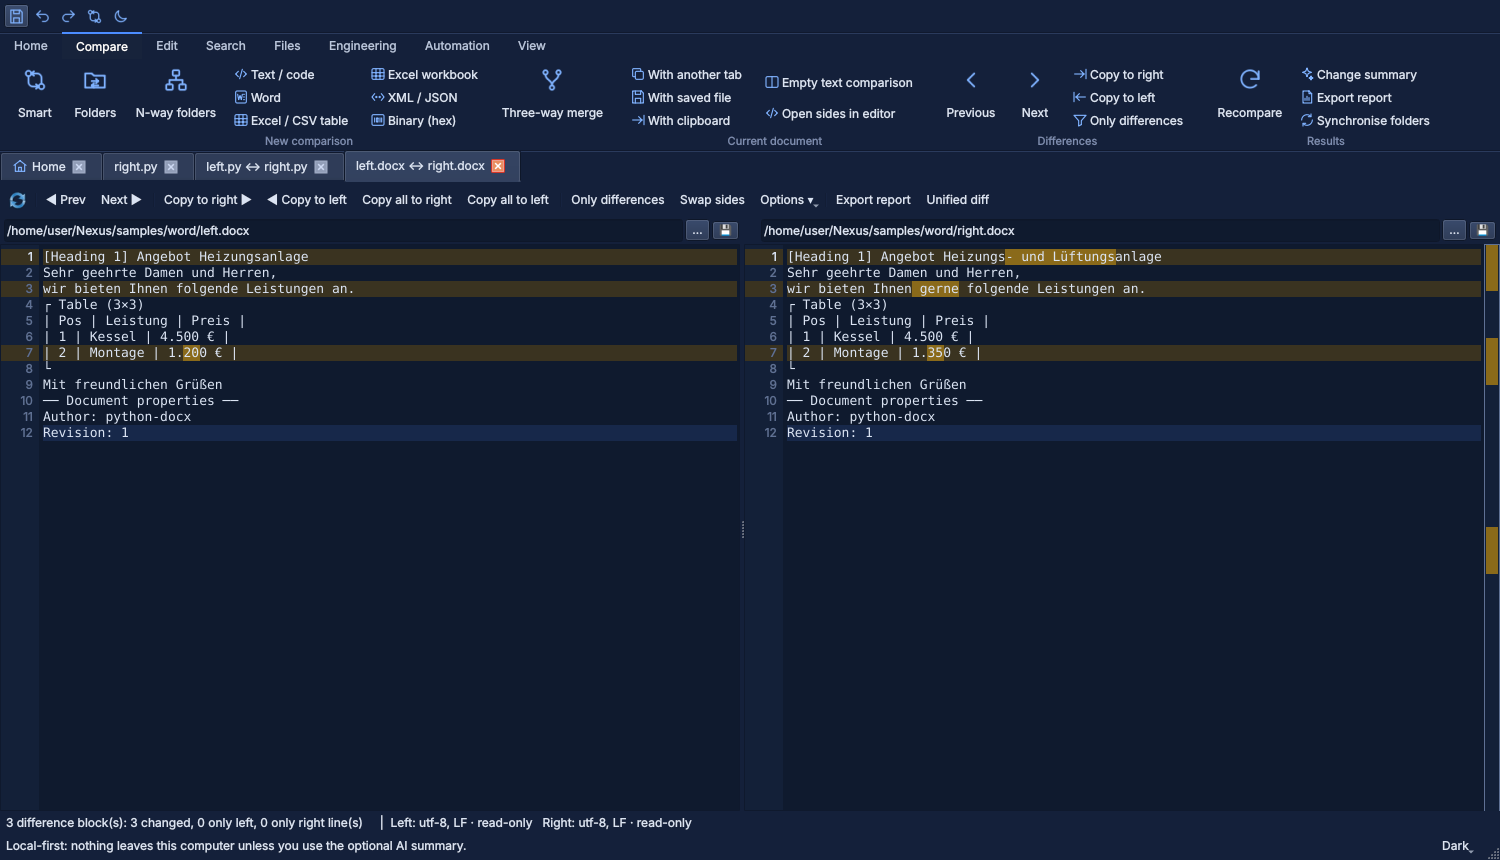 Home Compare Edit Search Files Engineering Automation View
Smart
Folders
N-way folders
Text / code
Word
Excel / CSV table
Excel workbook
XML / JSON
Binary (hex)
New comparison
Three-way merge
With another tab
With saved file
With clipboard
Empty text comparison
Open sides in editor
Current document
Previous
Next
Copy to right
Copy to left
Only differences
Differences
Recompare
Change summary
Export report
Synchronise folders
Results
Home right.py left.py ↔ right.py left.docx ↔ right.docx
◀ Prev Next ▶ Copy to right ▶ ◀ Copy to left Copy all to right Copy all to left Only differences Swap sides Options ▾ Export report Unified diff
/home/user/Nexus/samples/word/left.docx ...
1 [Heading 1] Angebot Heizungsanlage
2 Sehr geehrte Damen und Herren,
3 wir bieten Ihnen folgende Leistungen an.
4 ┌ Table (3×3)
5 | Pos | Leistung | Preis |
6 | 1 | Kessel | 4.500 € |
7 | 2 | Montage | 1.200 € |
8 └
9 Mit freundlichen Grüßen
10 ── Document properties ──
11 Author: python-docx
12 Revision: 1
/home/user/Nexus/samples/word/right.docx ...
1 [Heading 1] Angebot Heizungs- und Lüftungsanlage
2 Sehr geehrte Damen und Herren,
3 wir bieten Ihnen gerne folgende Leistungen an.
4 ┌ Table (3×3)
5 | Pos | Leistung | Preis |
6 | 1 | Kessel | 4.500 € |
7 | 2 | Montage | 1.350 € |
8 └
9 Mit freundlichen Grüßen
10 ── Document properties ──
11 Author: python-docx
12 Revision: 1
3 difference block(s): 3 changed, 0 only left, 0 only right line(s) | Left: utf-8, LF · read-only Right: utf-8, LF · read-only
Local-first: nothing leaves this computer unless you use the optional AI summary. Dark